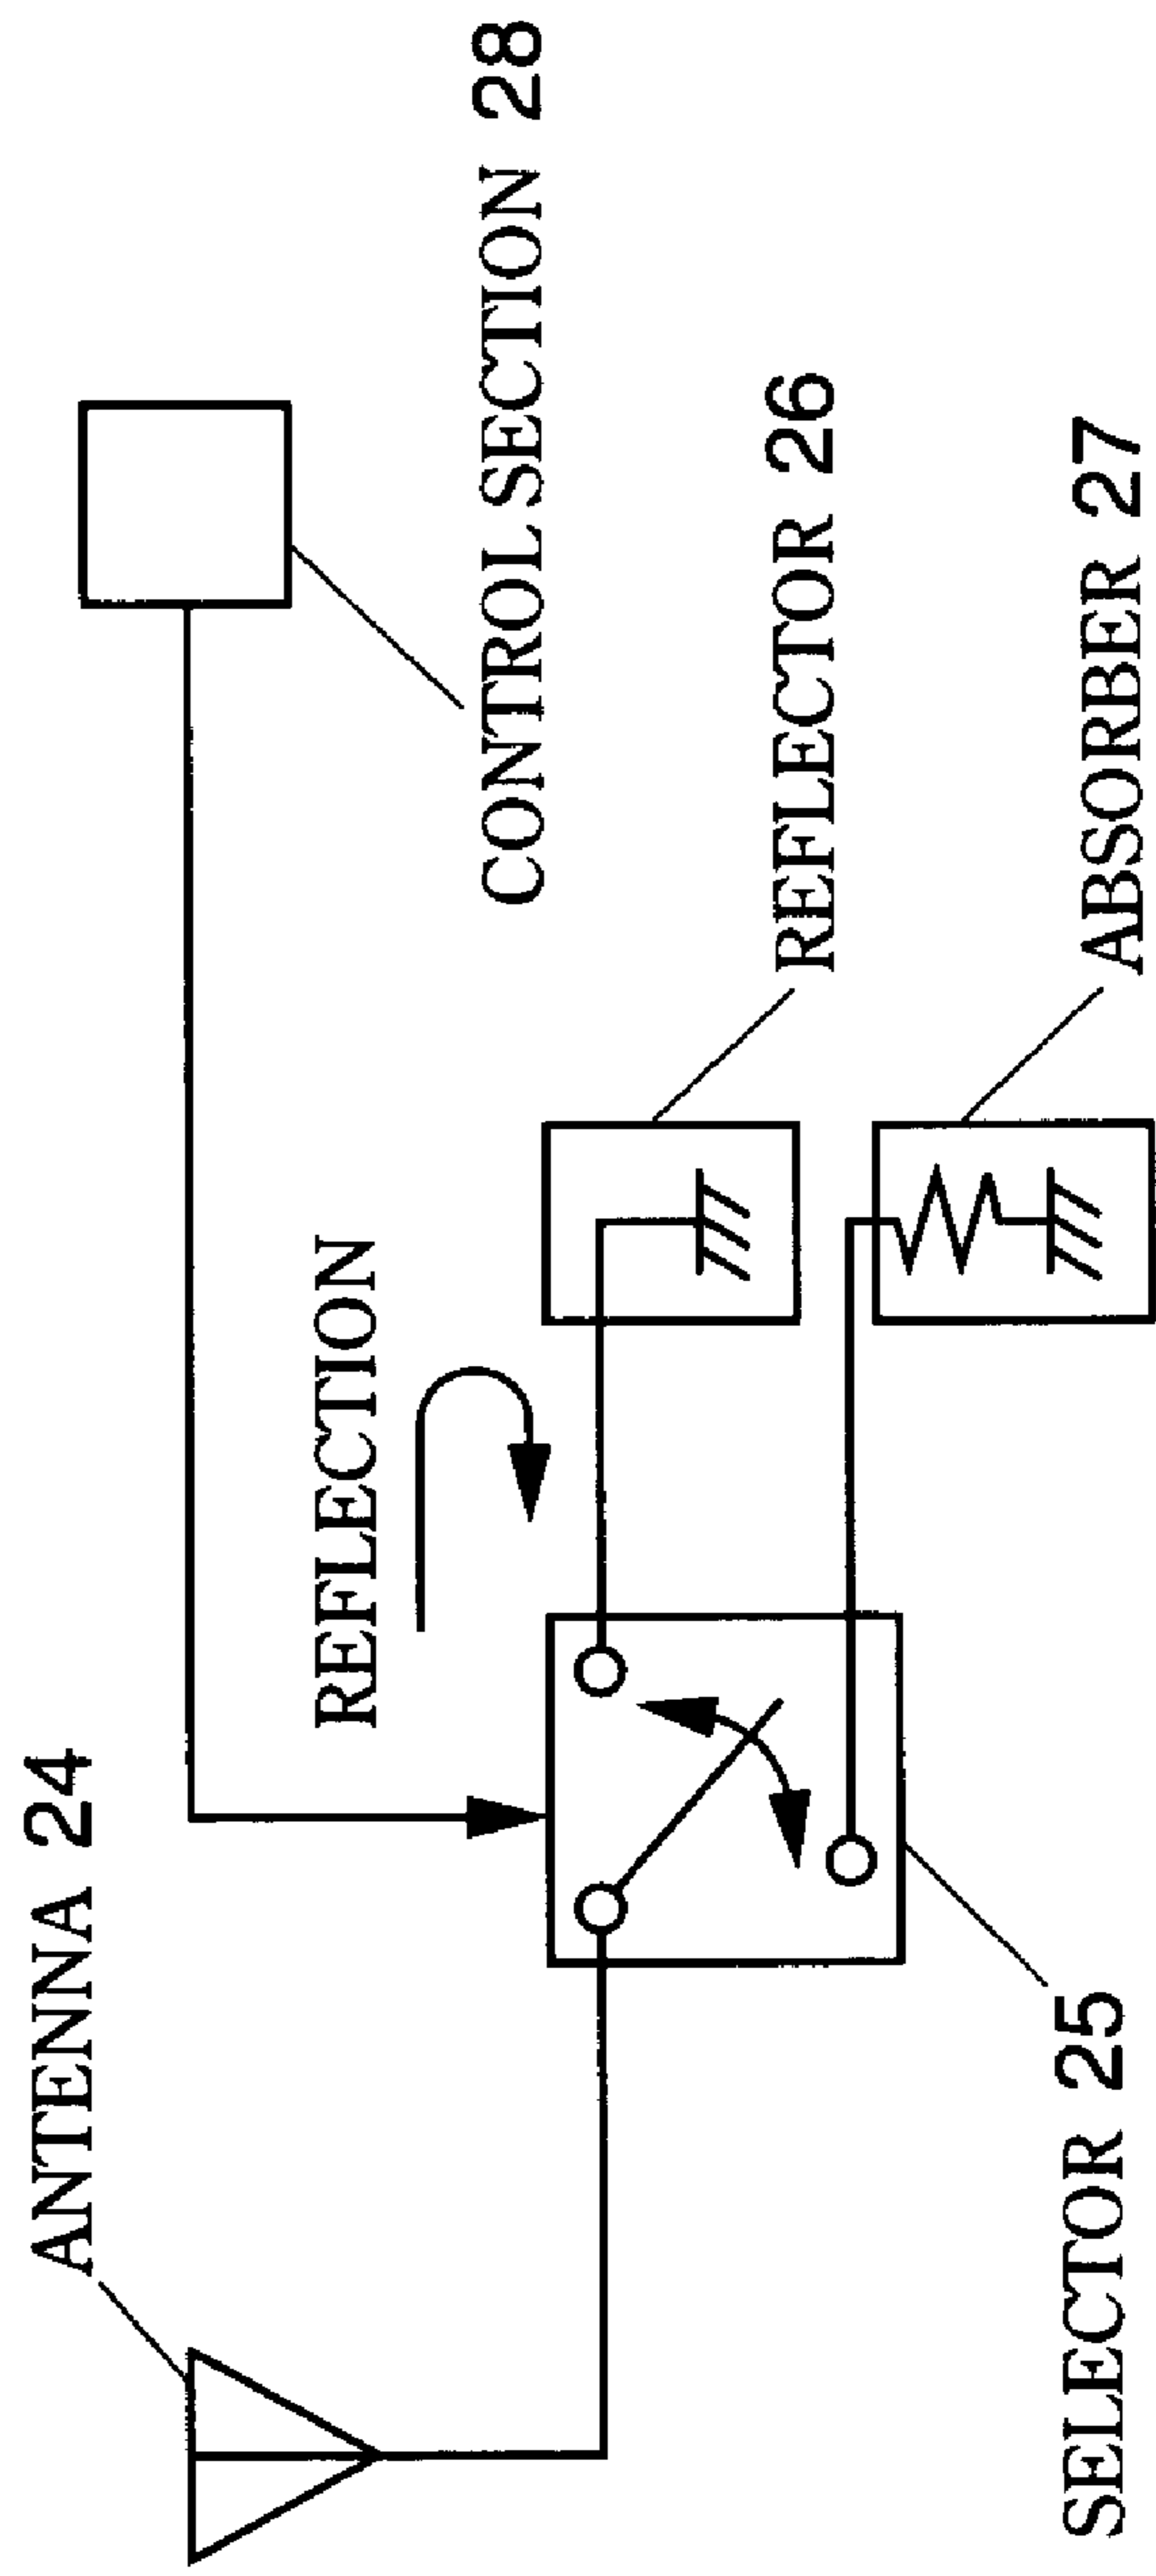 ANTENNA 24
CONTROL SECTION 28
REFLECTION
REFLECTOR 26
SELECTOR 25
ABSORBER 27